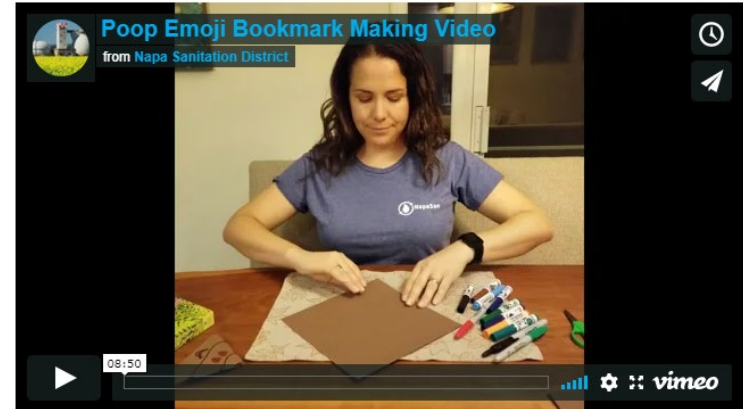 Poop Emoji Bookmark Making Video
from Napa Sanitation District
NapaSan
08:50
vimeo